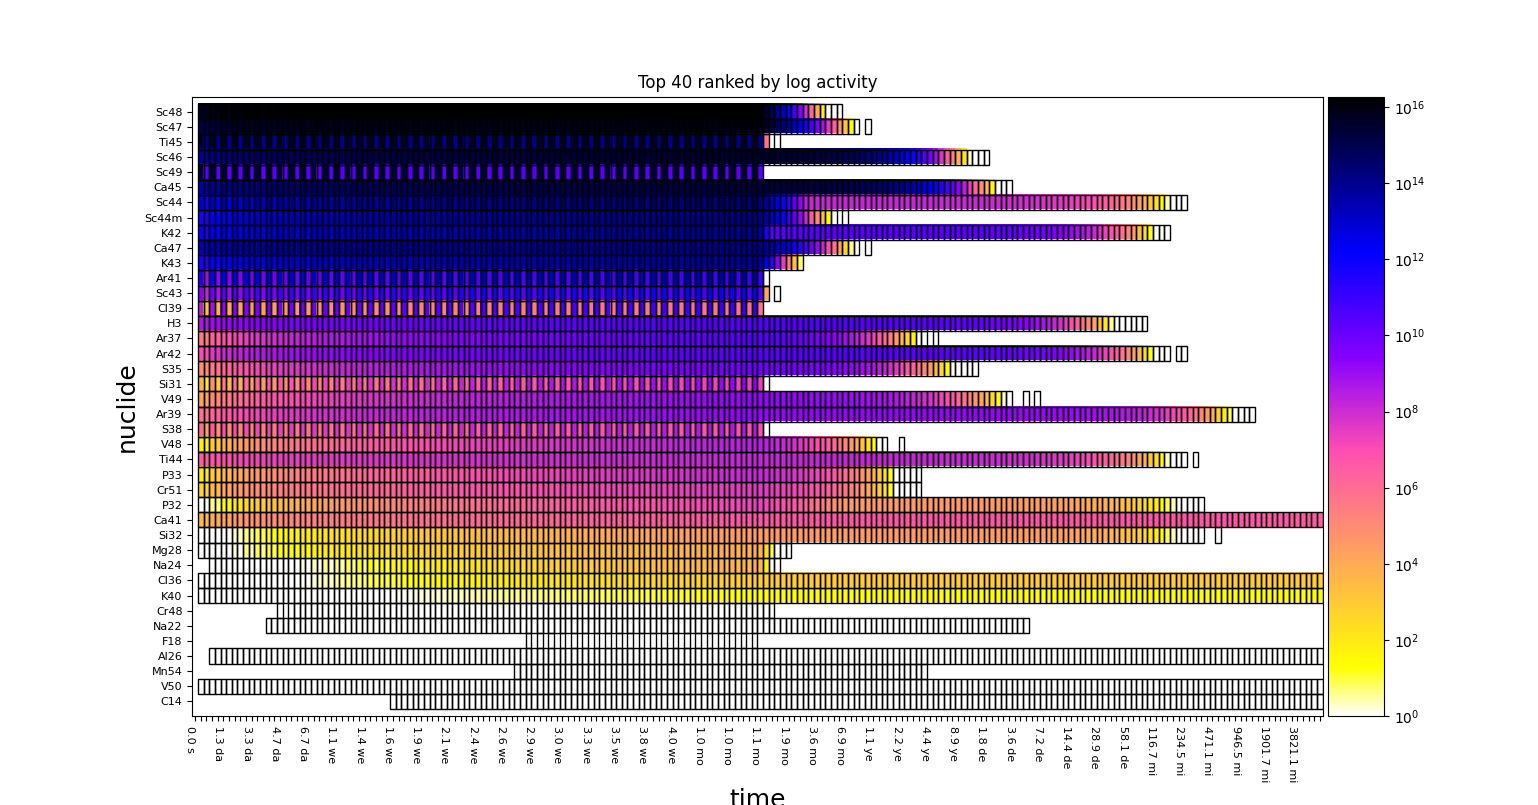 Top 40 ranked by log activity
Sc48
Sc47
Ti45
Sc46
Sc49
Ca45
Sc44
Sc44m
K42
Ca47
K43
Ar41
Sc43
Cl39
H3
Ar37
Ar42
S35
Si31
V49
Ar39
S38
V48
Ti44
P33
Cr51
P32
Ca41
Si32
Mg28
Na24
Cl36
K40
Cr48
Na22
F18
Al26
Mn54
V50
C14
nuclide
0.0 s
1.3 da
3.3 da
4.7 da
6.7 da
1.1 we
1.4 we
1.6 we
1.9 we
2.1 we
2.4 we
2.6 we
2.9 we
3.0 we
3.3 we
3.5 we
3.8 we
4.0 we
1.0 mo
1.0 mo
1.1 mo
1.9 mo
3.6 mo
6.9 mo
1.1 ye
2.2 ye
4.4 ye
8.9 ye
1.8 de
3.6 de
7.2 de
14.4 de
28.9 de
58.1 de
116.7 mi
234.5 mi
471.1 mi
946.5 mi
1901.7 mi
3821.1 mi
time
10^16
10^14
10^12
10^10
10^8
10^6
10^4
10^2
10^0